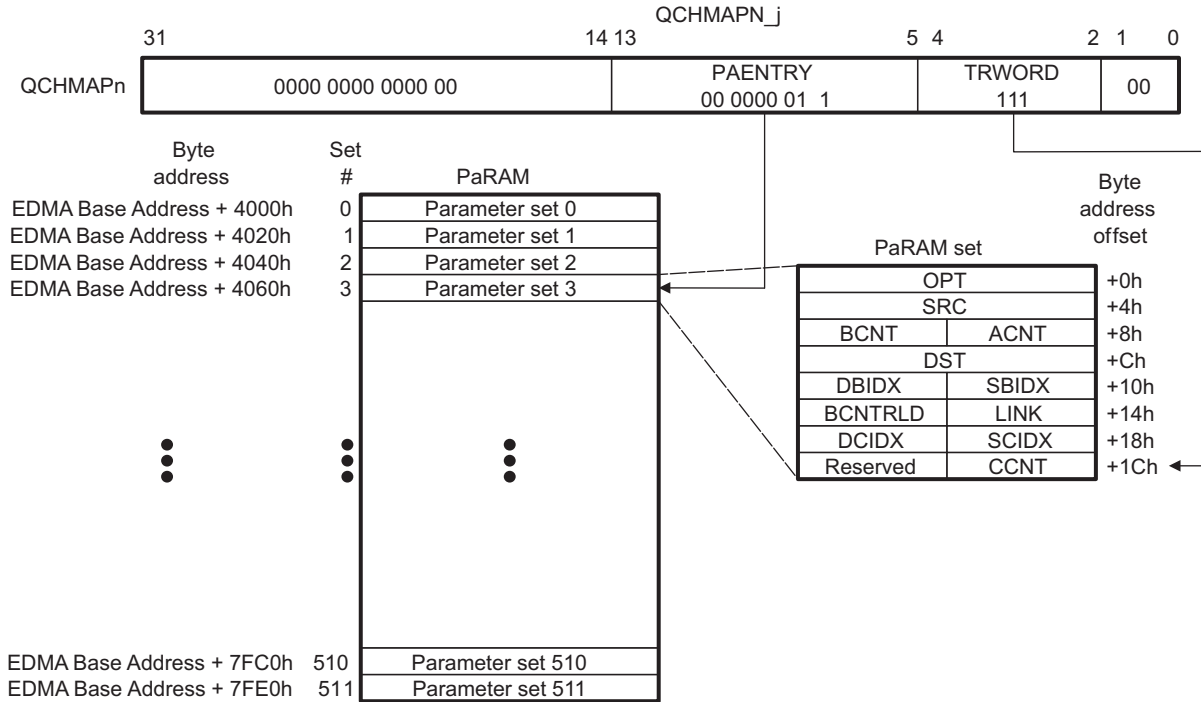 QCHMAPN_j
31 14 13 5 4 2 1 0
QCHMAPn
0000 0000 0000 00
PAENTRY
00 0000 01 1
TRWORD
111
00
Byte
address
Set
#
PaRAM
EDMA Base Address + 4000h 0 Parameter set 0
EDMA Base Address + 4020h 1 Parameter set 1
EDMA Base Address + 4040h 2 Parameter set 2
EDMA Base Address + 4060h 3 Parameter set 3
Byte
address
offset
PaRAM set
OPT +0h
SRC +4h
BCNT ACNT +8h
DST +Ch
DBIDX SBIDX +10h
BCNTRLD LINK +14h
DCIDX SCIDX +18h
Reserved CCNT +1Ch
EDMA Base Address + 7FC0h 510 Parameter set 510
EDMA Base Address + 7FE0h 511 Parameter set 511